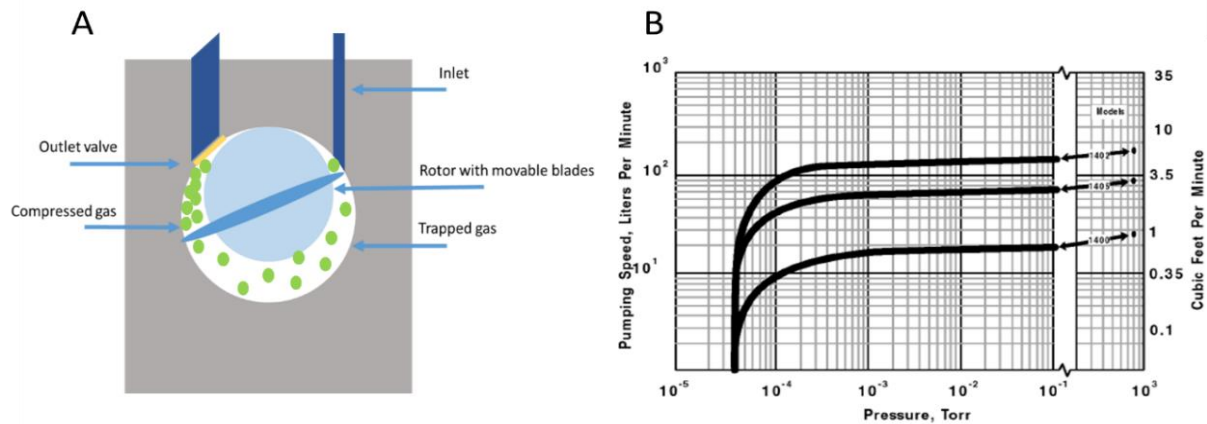 A
Inlet
Outlet valve
Rotor with movable blades
Compressed gas
Trapped gas
B
Pumping Speed, Liters Per Minute
10³
10²
10¹
Models
1402
1405
1400
35
10
3.5
1
0.35
0.1
Cubic Feet Per Minute
10⁻⁵
10⁻⁴
10⁻³
10⁻²
10⁻¹
10³
Pressure, Torr